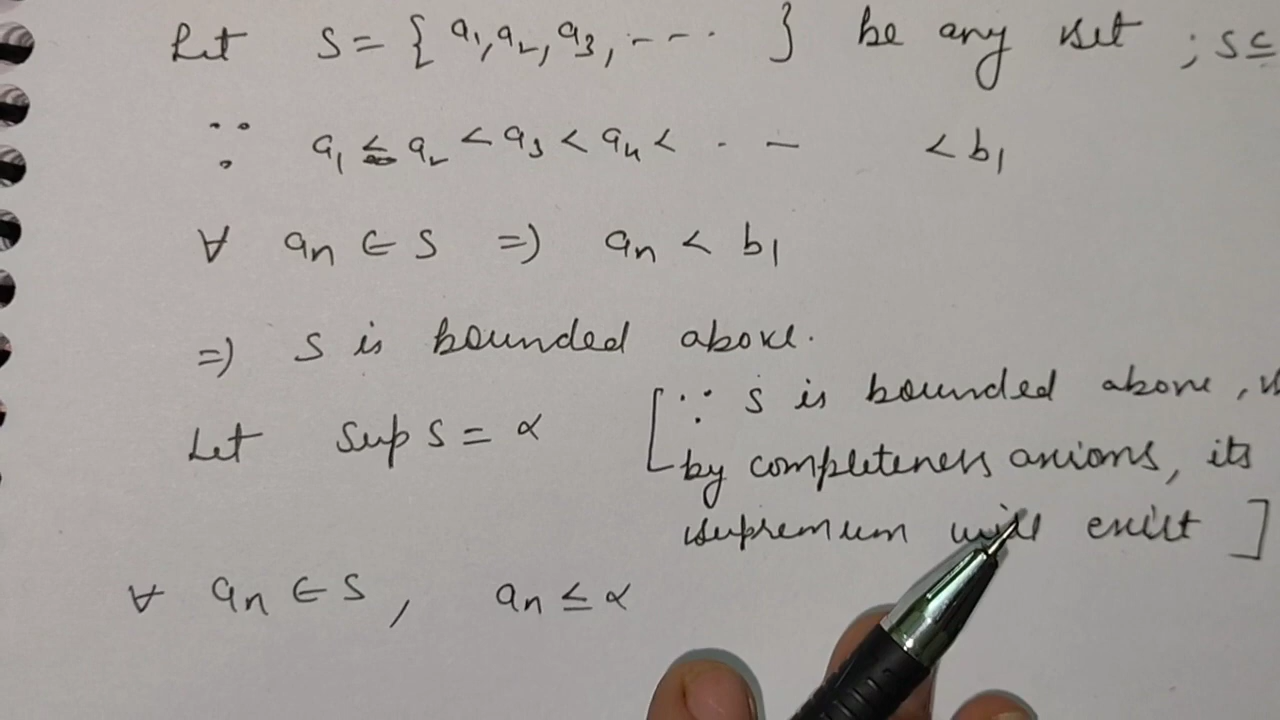 Let S = { a1, a2, a3, ---- } be any set ; S ⊆
∵ a1 ≤ a2 < a3 < a4 < . . — < b1
∀ an ∈ S => an < b1
=> S is bounded above.
Let Sup S = α [ ∵ S is bounded above,
by completeness axioms, its
supremum will exist ]
∀ an ∈ S , an ≤ α